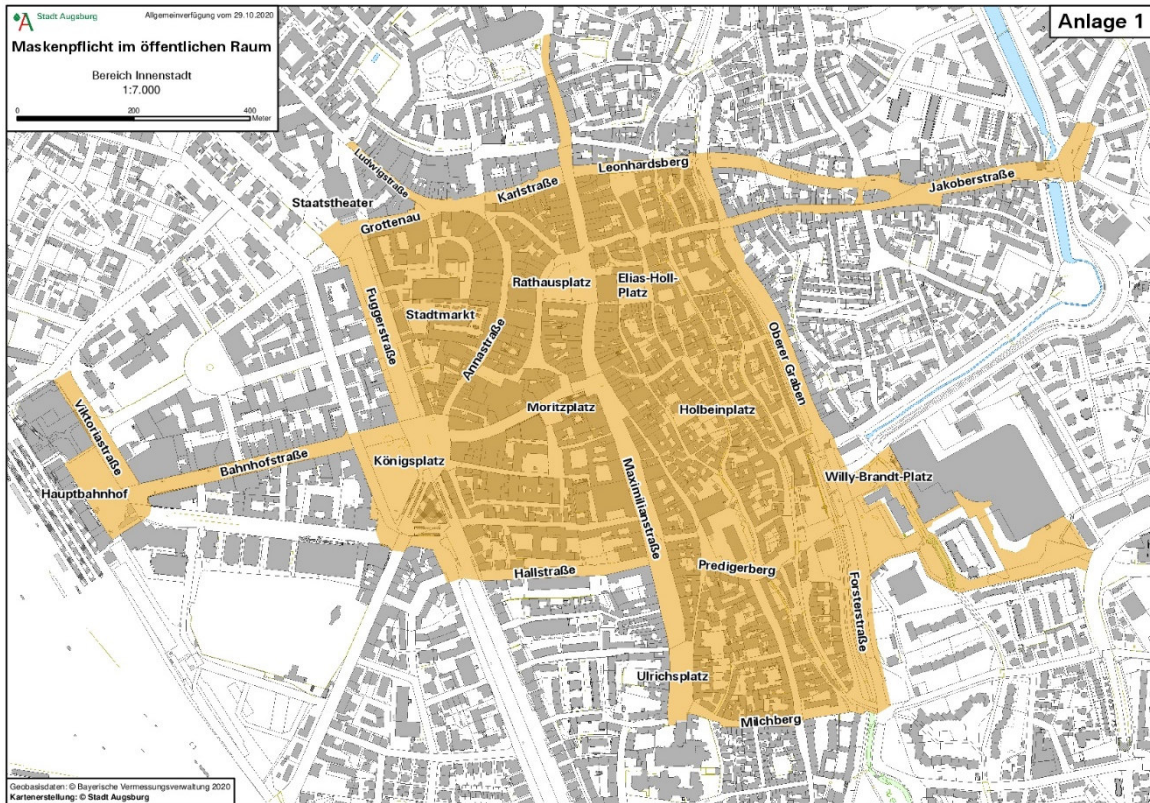 Stadt Augsburg
Allgemeinverfügung vom 29.10.2020
Maskenpflicht im öffentlichen Raum
Bereich Innenstadt
1:7.000
0 200 400
Meter
Anlage 1
Ludwigstraße
Leonhardsberg
Karlstraße
Jakoberstraße
Staatstheater
Grottenau
Rathausplatz
Elias-Holl-
Platz
Stadtmarkt
Fuggerstraße
Annastraße
Oberer Graben
Viktoriastraße
Moritzplatz
Holbeinplatz
Bahnhofstraße
Königsplatz
Hauptbahnhof
Willy-Brandt-Platz
Maximilianstraße
Hallstraße
Predigerberg
Forsterstraße
Ulrichsplatz
Milchberg
Geobasisdaten: © Bayerische Vermessungsverwaltung 2020
Kartenerstellung: © Stadt Augsburg